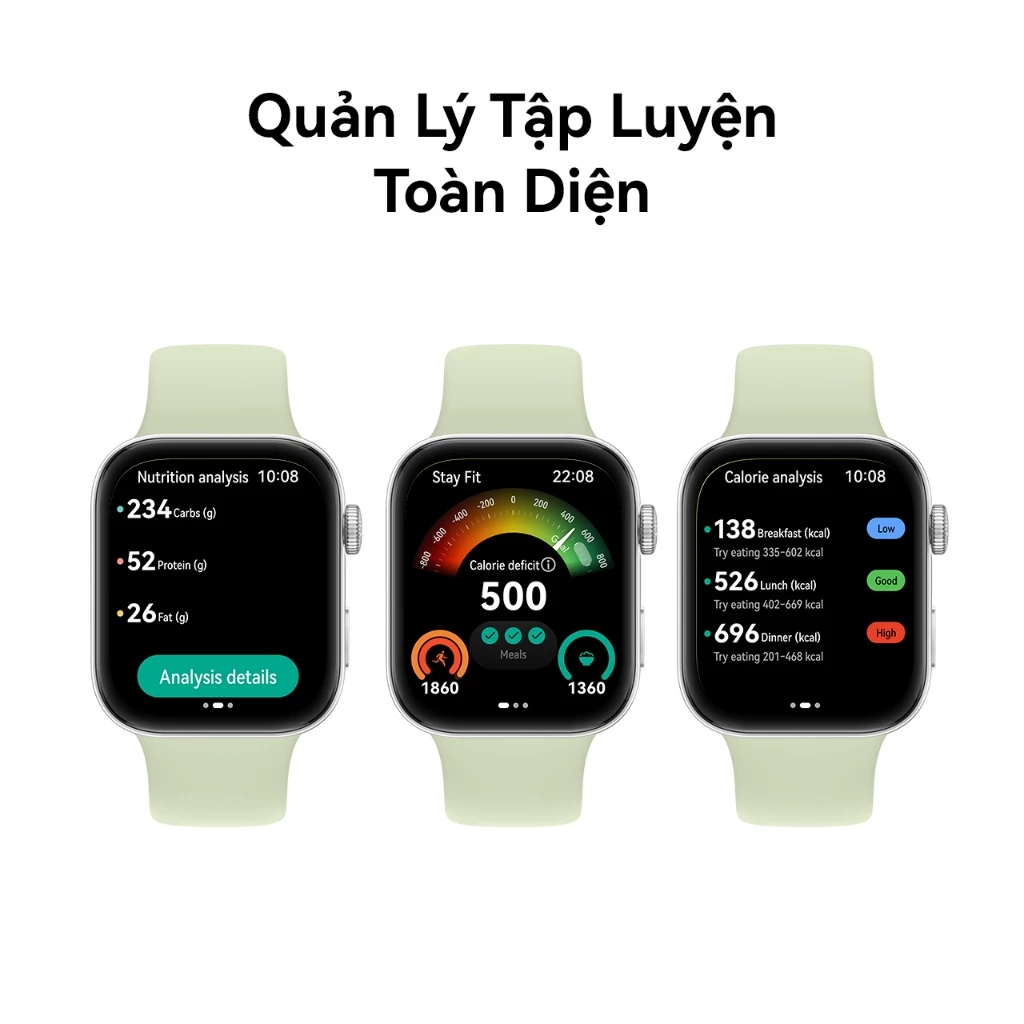 Quản Lý Tập Luyện
Toàn Diện
Nutrition analysis 10:08
234 Carbs (g)
52 Protein (g)
26 Fat (g)
Analysis details
Stay Fit 22:08
-800 -600 -400 -200 0 200 400 600 800
Goal
Calorie deficit
500
Meals
1860 1360
Calorie analysis 10:08
138 Breakfast (kcal) Low
Try eating 335-602 kcal
526 Lunch (kcal) Good
Try eating 402-669 kcal
696 Dinner (kcal) High
Try eating 201-468 kcal